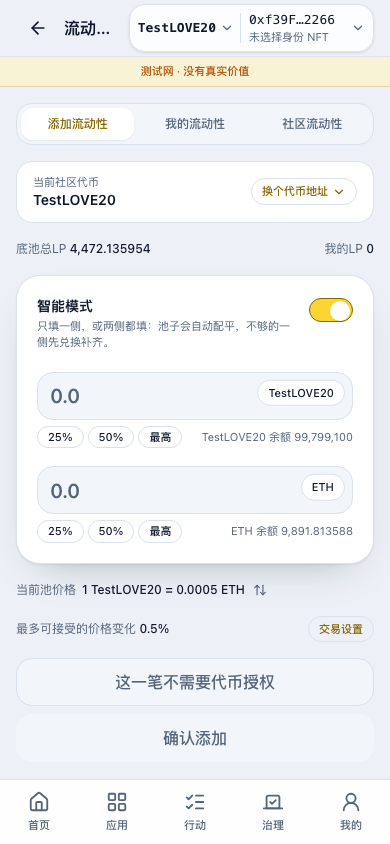 流动...
TestLOVE20
0xf39F…2266
未选择身份 NFT
测试网 · 没有真实价值
添加流动性
我的流动性
社区流动性
当前社区代币
TestLOVE20
换个代币地址
底池总LP 4,472.135954
我的LP 0
智能模式
只填一侧，或两侧都填：池子会自动配平，不够的一
侧先兑换补齐。
0.0
TestLOVE20
25%
50%
最高
TestLOVE20 余额 99,799,100
0.0
ETH
25%
50%
最高
ETH 余额 9,891.813588
当前池价格 1 TestLOVE20 = 0.0005 ETH
最多可接受的价格变化 0.5%
交易设置
这一笔不需要代币授权
确认添加
首页
应用
行动
治理
我的